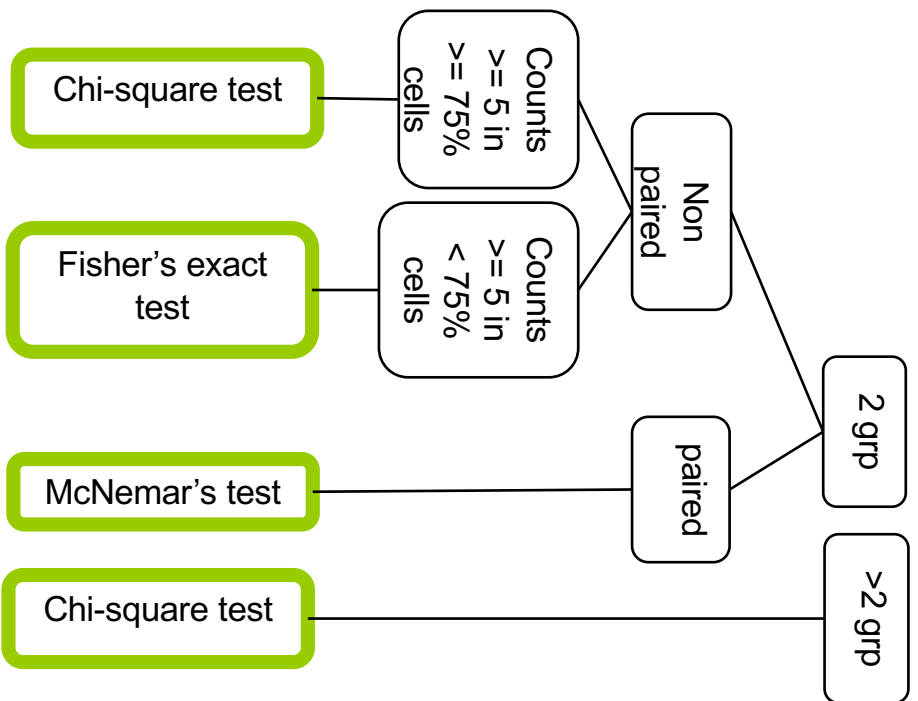 Chi-square test
Counts
>= 5 in
>= 75%
cells
Non
paired
Fisher’s exact
test
Counts
>= 5 in
< 75%
cells
2 grp
McNemar’s test
paired
Chi-square test
>2 grp